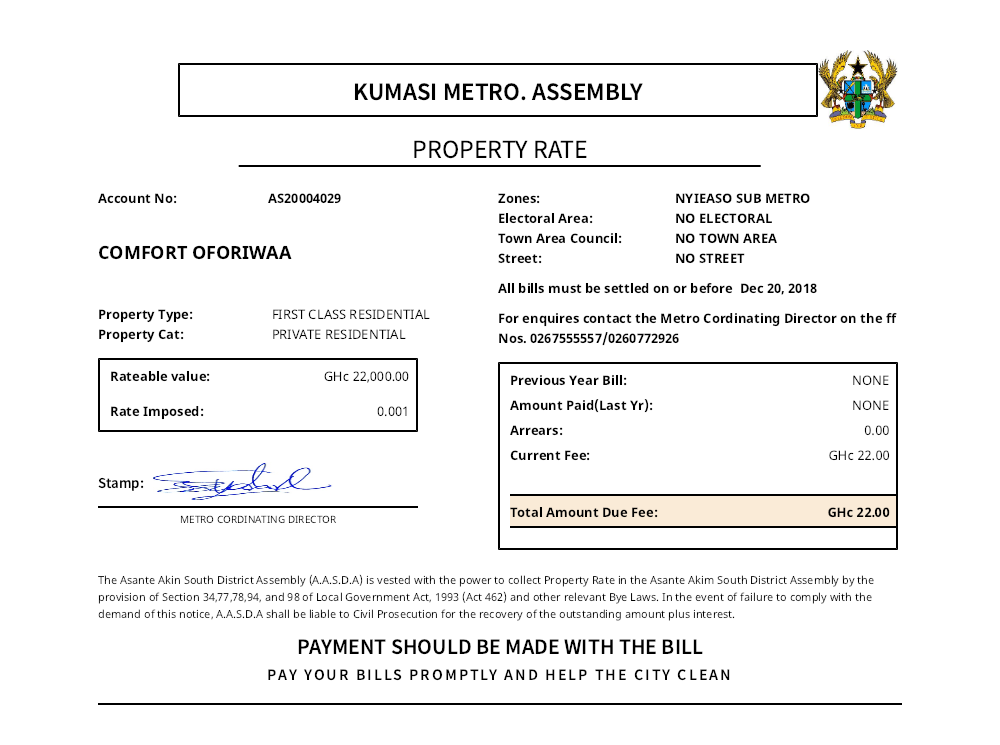 KUMASI METRO. ASSEMBLY
PROPERTY RATE
Account No: AS20004029
COMFORT OFORIWAA
Property Type: FIRST CLASS RESIDENTIAL
Property Cat: PRIVATE RESIDENTIAL
Rateable value: GHc 22,000.00
Rate Imposed: 0.001
Stamp:
METRO CORDINATING DIRECTOR
Zones: NYIEASO SUB METRO
Electoral Area: NO ELECTORAL
Town Area Council: NO TOWN AREA
Street: NO STREET
All bills must be settled on or before Dec 20, 2018
For enquires contact the Metro Cordinating Director on the ff
Nos. 0267555557/0260772926
Previous Year Bill: NONE
Amount Paid(Last Yr): NONE
Arrears: 0.00
Current Fee: GHc 22.00
Total Amount Due Fee: GHc 22.00
The Asante Akin South District Assembly (A.A.S.D.A) is vested with the power to collect Property Rate in the Asante Akim South District Assembly by the
provision of Section 34,77,78,94, and 98 of Local Government Act, 1993 (Act 462) and other relevant Bye Laws. In the event of failure to comply with the
demand of this notice, A.A.S.D.A shall be liable to Civil Prosecution for the recovery of the outstanding amount plus interest.
PAYMENT SHOULD BE MADE WITH THE BILL
PAY YOUR BILLS PROMPTLY AND HELP THE CITY CLEAN